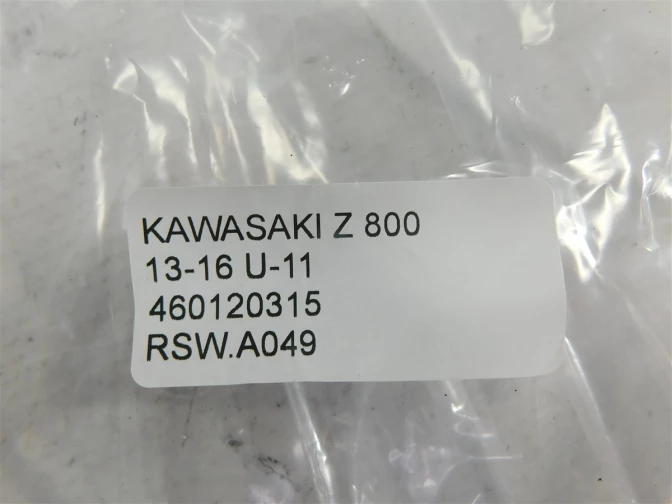 KAWASAKI Z 800
13-16 U-11
460120315
RSW.A049